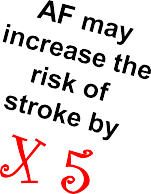 AF may
increase the
risk of
stroke by
X 5